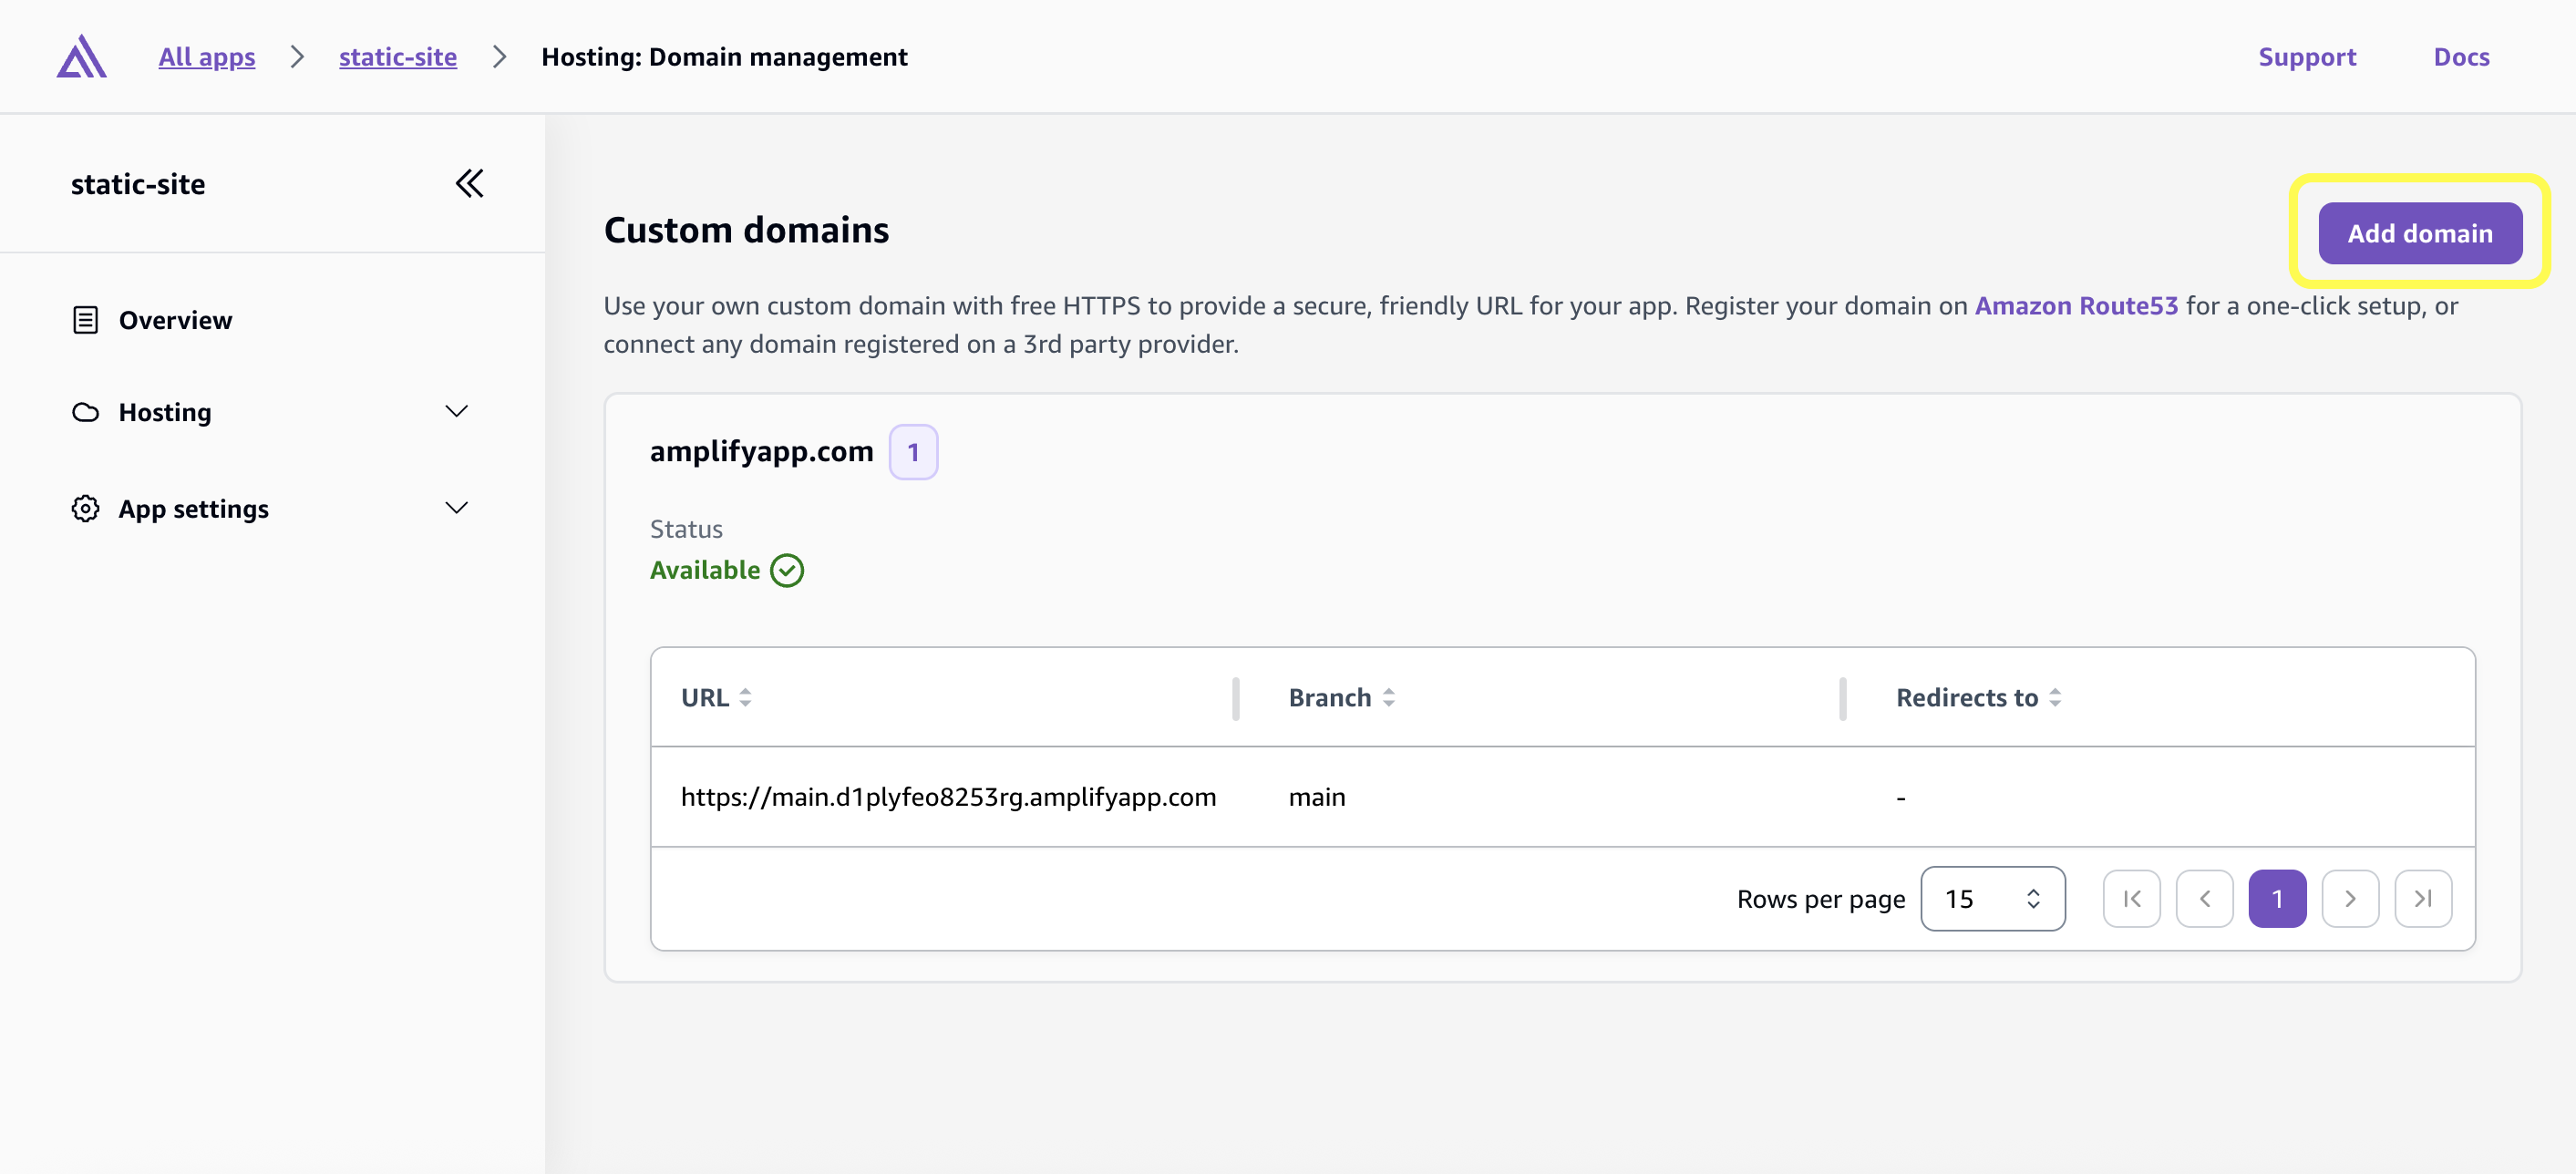 All apps > static-site > Hosting: Domain management
Support
Docs
static-site
Overview
Hosting
App settings
Custom domains
Add domain
Use your own custom domain with free HTTPS to provide a secure, friendly URL for your app. Register your domain on Amazon Route53 for a one-click setup, or
connect any domain registered on a 3rd party provider.
amplifyapp.com 1
Status
Available
URL Branch Redirects to
https://main.d1plyfeo8253rg.amplifyapp.com main -
Rows per page 15 1